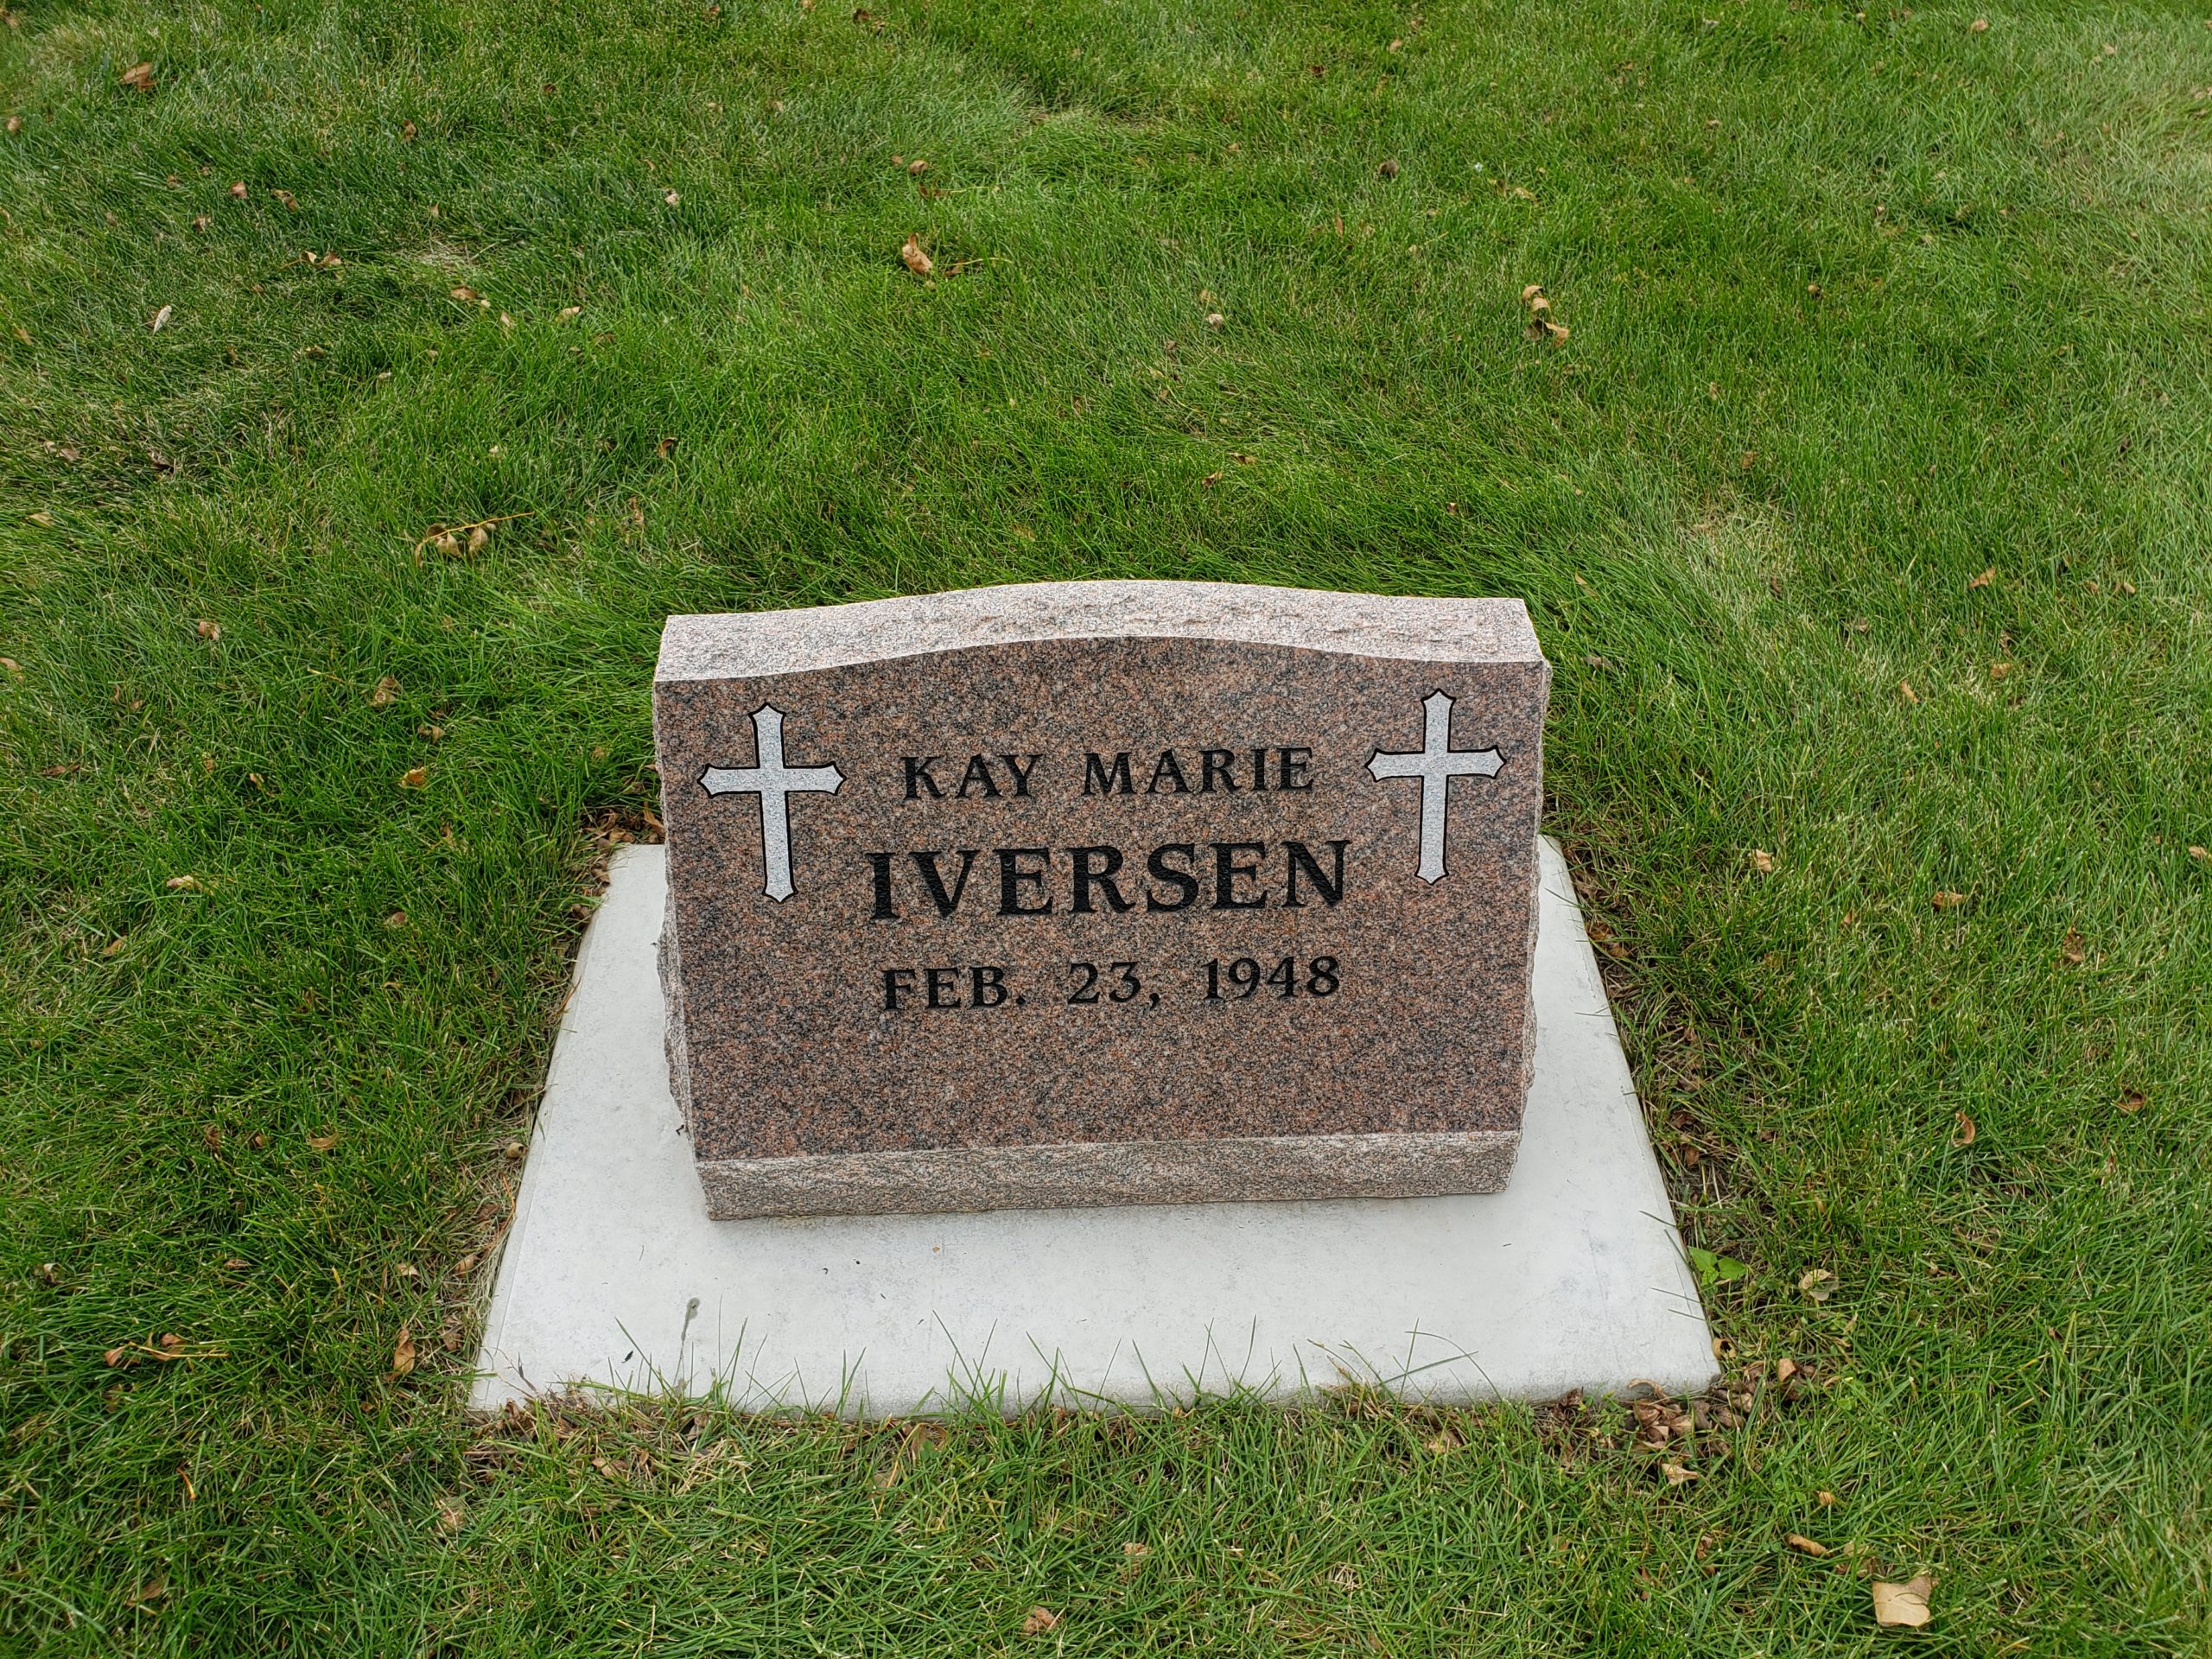 KAY MARIE
IVERSEN
FEB. 23, 1948